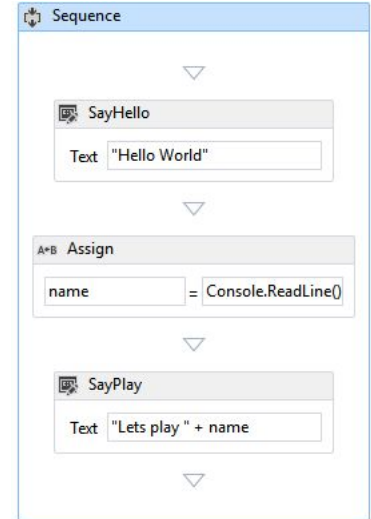 Sequence
SayHello
Text "Hello World"
A+B Assign
name = Console.ReadLine()
SayPlay
Text "Lets play " + name